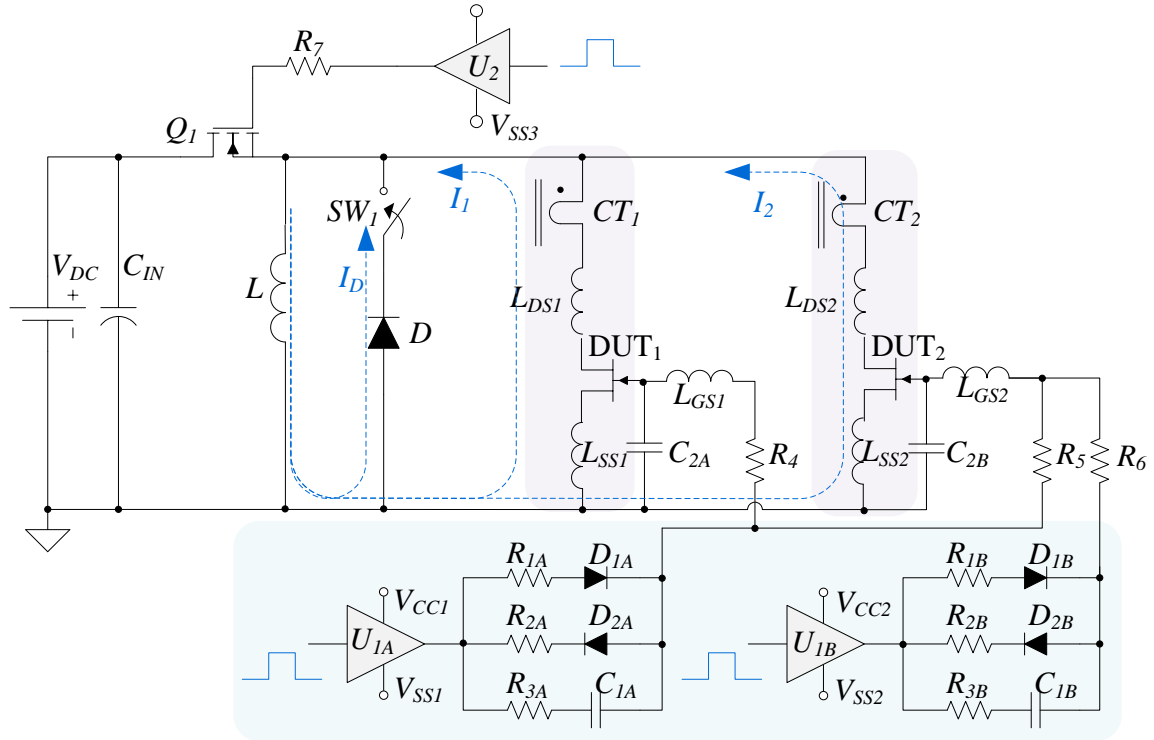 R7
U2
VSS3
Q1
I1
I2
SW1
CT1
CT2
VDC
+
-
CIN
L
ID
D
LDS1
LDS2
DUT1
DUT2
LGS1
LGS2
LSS1
C2A
R4
LSS2
C2B
R5
R6
R1A
D1A
R1B
D1B
VCC1
VCC2
U1A
R2A
D2A
U1B
R2B
D2B
VSS1
R3A
C1A
VSS2
R3B
C1B